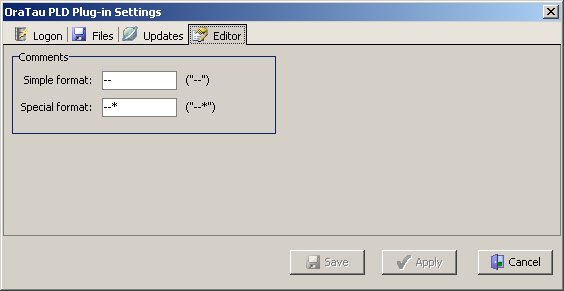 OraTau PLD Plug-in Settings
Logon Files Updates Editor
Comments
Simple format: -- ("--")
Special format: --* ("--*")
Save Apply Cancel